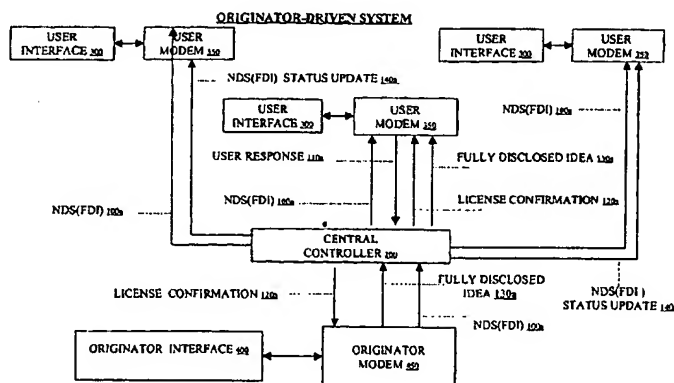 ORIGINATOR-DRIVEN SYSTEM
USER
INTERFACE 300
USER
MODEM 350
USER
INTERFACE 300
USER
MODEM 350
NDS(FDI) STATUS UPDATE 140a
NDS(FDI) 100a
USER
INTERFACE 300
USER
MODEM 350
USER RESPONSE 110a
FULLY DISCLOSED IDEA 130a
NDS(FDI) 100a
NDS(FDI) 100a
LICENSE CONFIRMATION 120a
CENTRAL
CONTROLLER 200
FULLY DISCLOSED
IDEA 130a
LICENSE CONFIRMATION 120a
NDS(FDI)
STATUS UPDATE 140
NDS(FDI) 100a
ORIGINATOR INTERFACE 400
ORIGINATOR
MODEM 450